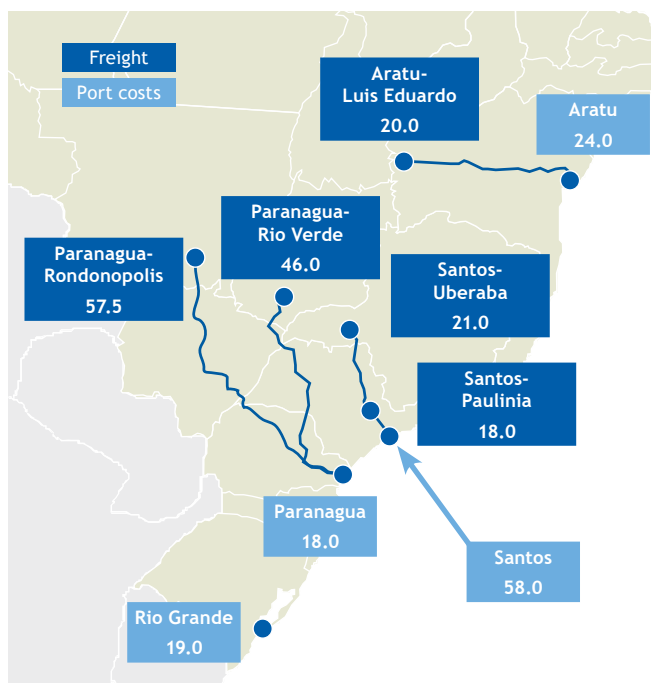 Freight
Port costs
Aratu-
Luis Eduardo
20.0
Aratu
24.0
Paranagua-
Rio Verde
46.0
Paranagua-
Rondonopolis
57.5
Santos-
Uberaba
21.0
Santos-
Paulinia
18.0
Paranagua
18.0
Santos
58.0
Rio Grande
19.0